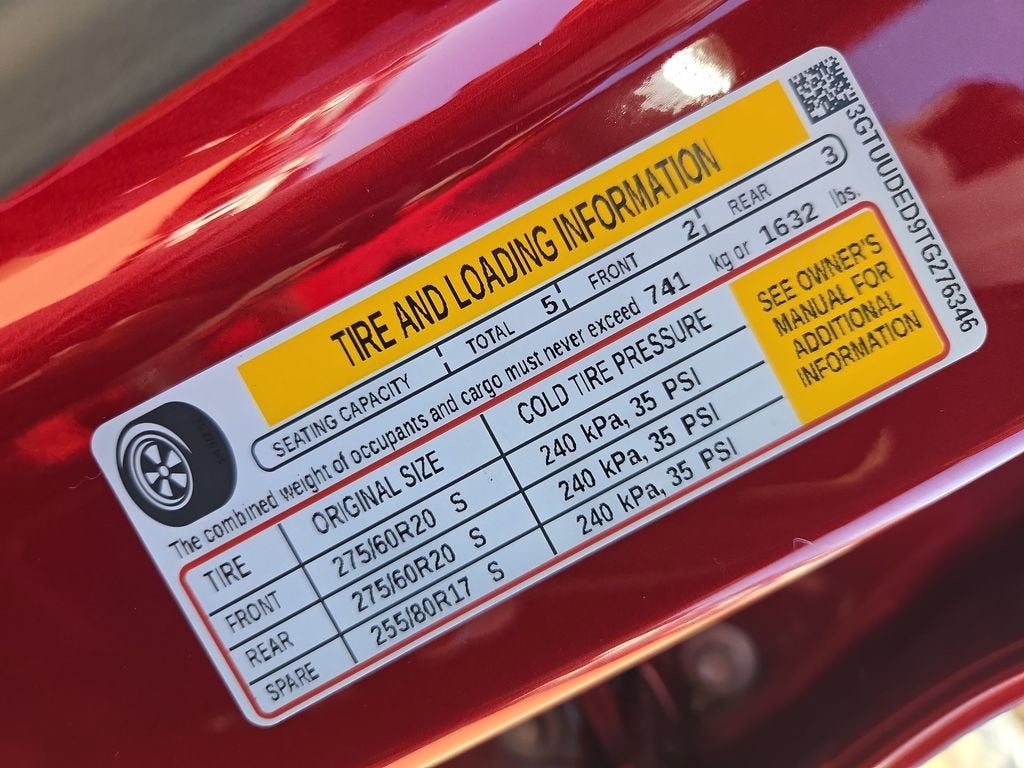 TIRE AND LOADING INFORMATION
SEATING CAPACITY TOTAL 5 FRONT 2 REAR 3
The combined weight of occupants and cargo must never exceed 741 kg or 1632 lbs.
TIRE ORIGINAL SIZE COLD TIRE PRESSURE
FRONT 275/60R20 S 240 kPa, 35 PSI
REAR 275/60R20 S 240 kPa, 35 PSI
SPARE 255/80R17 S 240 kPa, 35 PSI
SEE OWNER'S
MANUAL FOR
ADDITIONAL
INFORMATION
3GTUUDED9TG276346